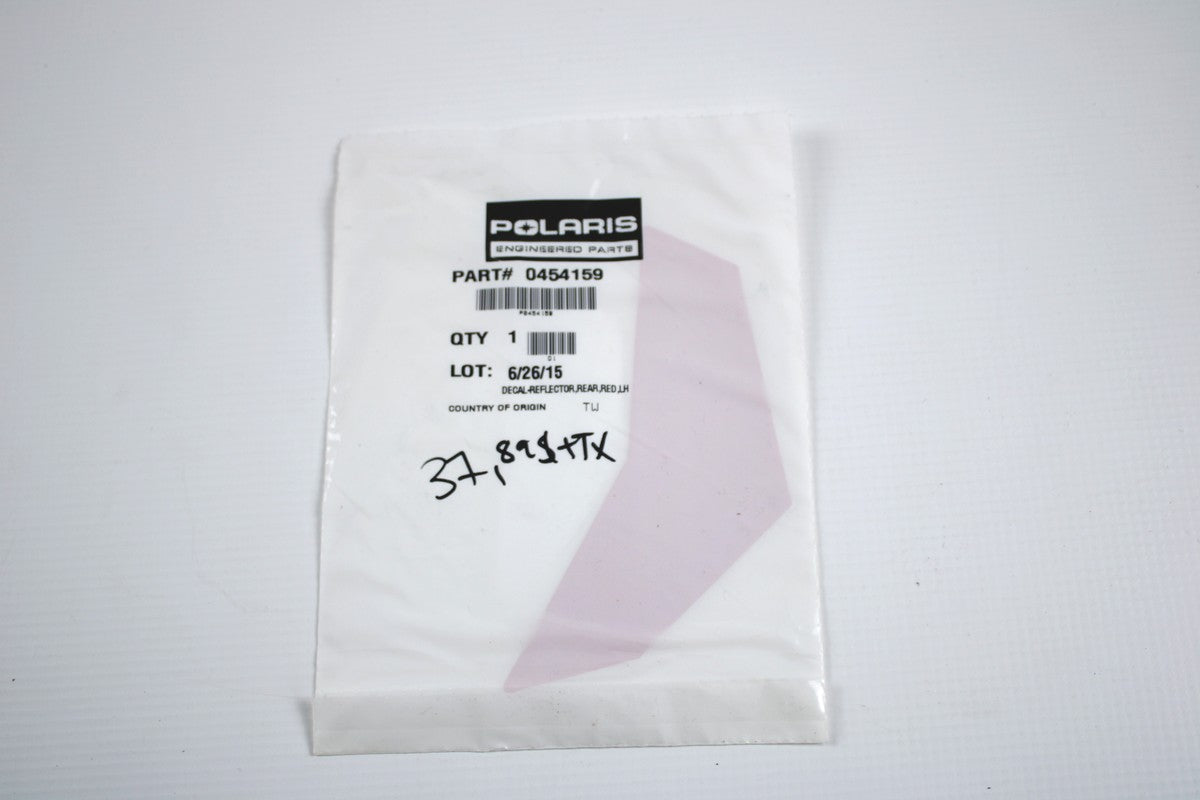 POLARIS
ENGINEERED PARTS
PART# 0454159
P0454159
QTY 1
01
LOT: 6/26/15
DECAL-REFLECTOR,REAR,RED,LH
COUNTRY OF ORIGIN TW
37,89$+TX